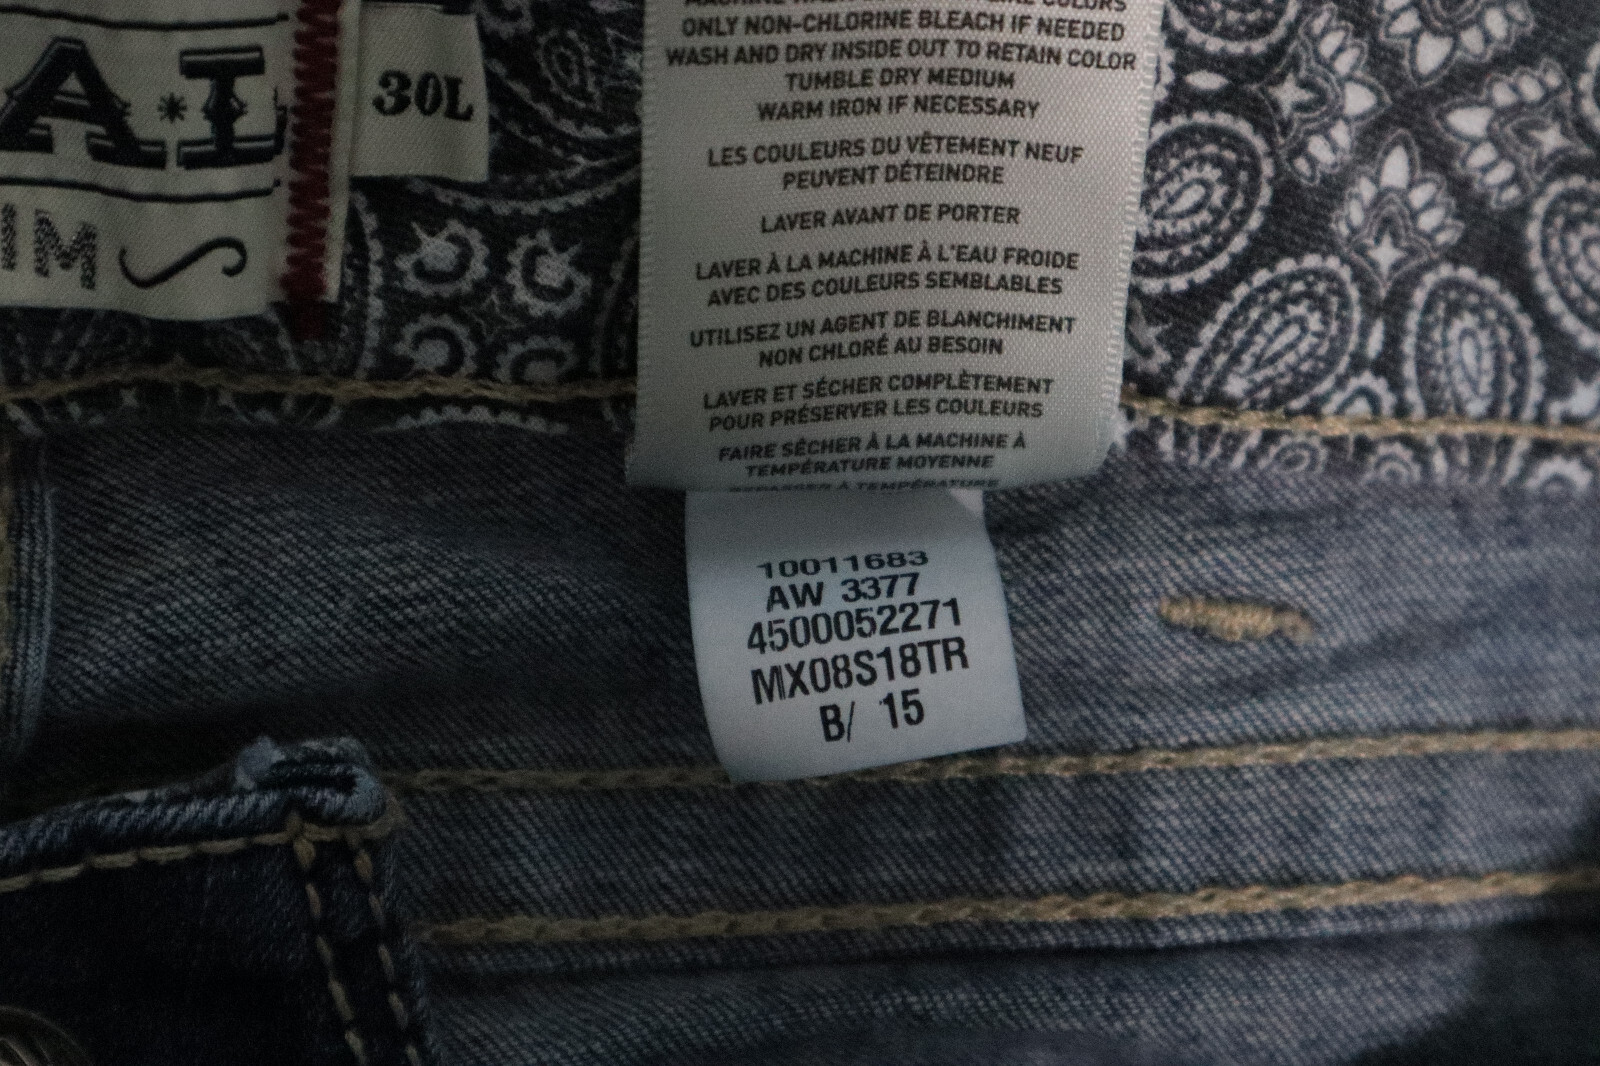 A★I
30L
IM
S
ONLY NON-CHLORINE BLEACH IF NEEDED
WASH AND DRY INSIDE OUT TO RETAIN COLOR
TUMBLE DRY MEDIUM
WARM IRON IF NECESSARY
LES COULEURS DU VÊTEMENT NEUF
PEUVENT DÉTEINDRE
LAVER AVANT DE PORTER
LAVER À LA MACHINE À L'EAU FROIDE
AVEC DES COULEURS SEMBLABLES
UTILISEZ UN AGENT DE BLANCHIMENT
NON CHLORÉ AU BESOIN
LAVER ET SÉCHER COMPLÈTEMENT
POUR PRÉSERVER LES COULEURS
FAIRE SÉCHER À LA MACHINE À
TEMPÉRATURE MOYENNE
10011683
AW 3377
4500052271
MX08S18TR
B/ 15